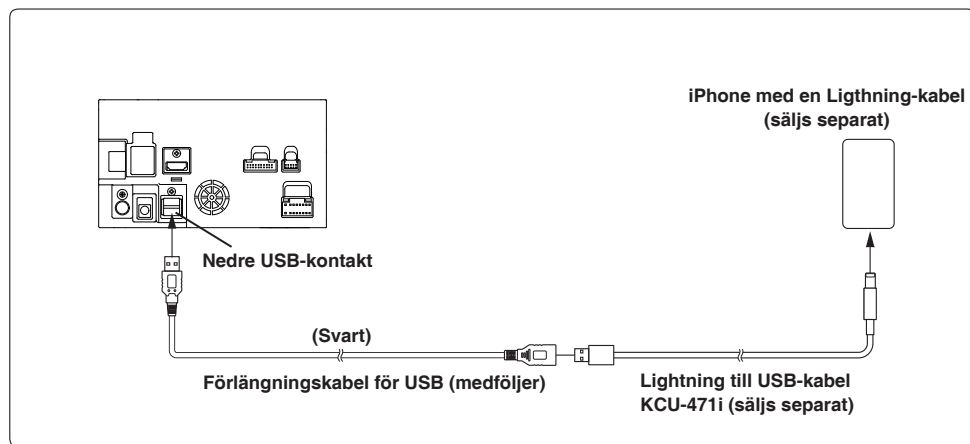 iPhone med en Ligthning-kabel
(säljs separat)
Nedre USB-kontakt
(Svart)
Förlängningskabel för USB (medföljer)
Lightning till USB-kabel
KCU-471i (säljs separat)